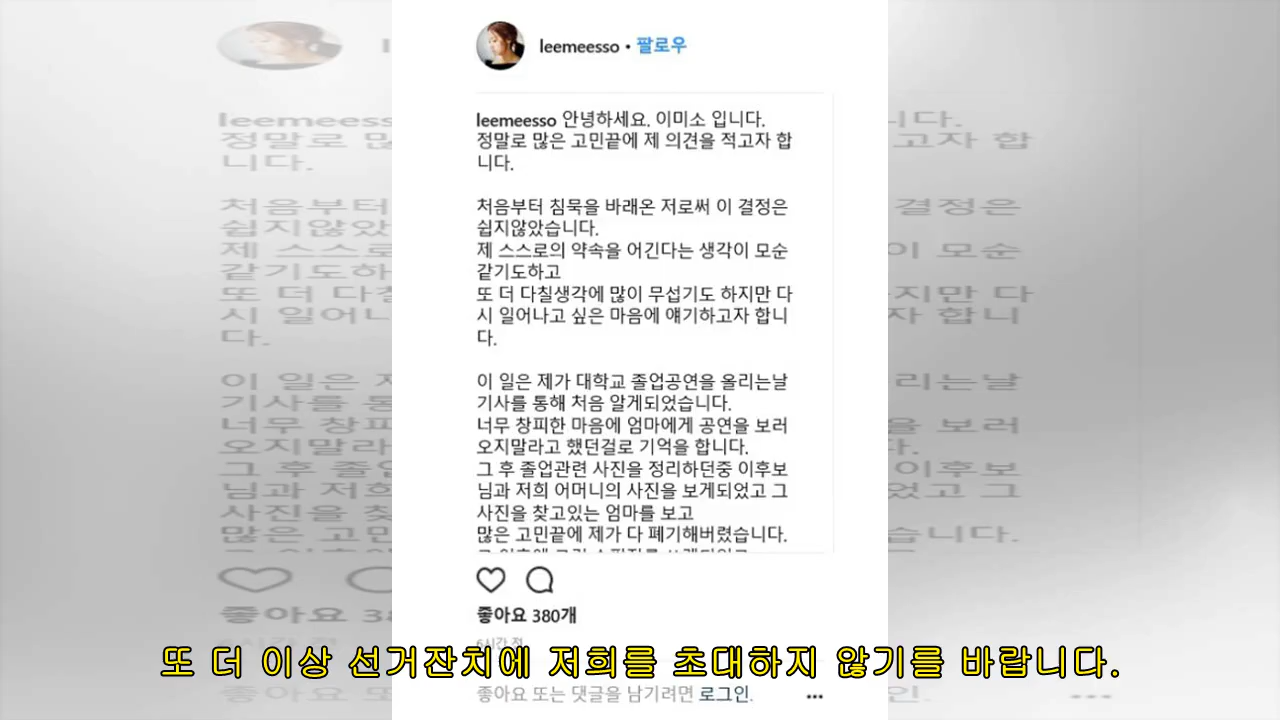 leemeesso • 팔로우
leemeesso 안녕하세요. 이미소 입니다.
정말로 많은 고민끝에 제 의견을 적고자 합
니다.
처음부터 침묵을 바래온 저로써 이 결정은
쉽지않았습니다.
제 스스로의 약속을 어긴다는 생각이 모순
같기도하고
또 더 다칠생각에 많이 무섭기도 하지만 다
시 일어나고 싶은 마음에 얘기하고자 합니
다.
이 일은 제가 대학교 졸업공연을 올리는날
기사를 통해 처음 알게되었습니다.
너무 창피한 마음에 엄마에게 공연을 보러
오지말라고 했던걸로 기억을 합니다.
그 후 졸업관련 사진을 정리하던중 이후보
님과 저희 어머니의 사진을 보게되었고 그
사진을 찾고있는 엄마를 보고
많은 고민끝에 제가 다 폐기해버렸습니다.
좋아요 380개
6시간 전
또 더 이상 선거잔치에 저희를 초대하지 않기를 바랍니다.
좋아요 또는 댓글을 남기려면 로그인.